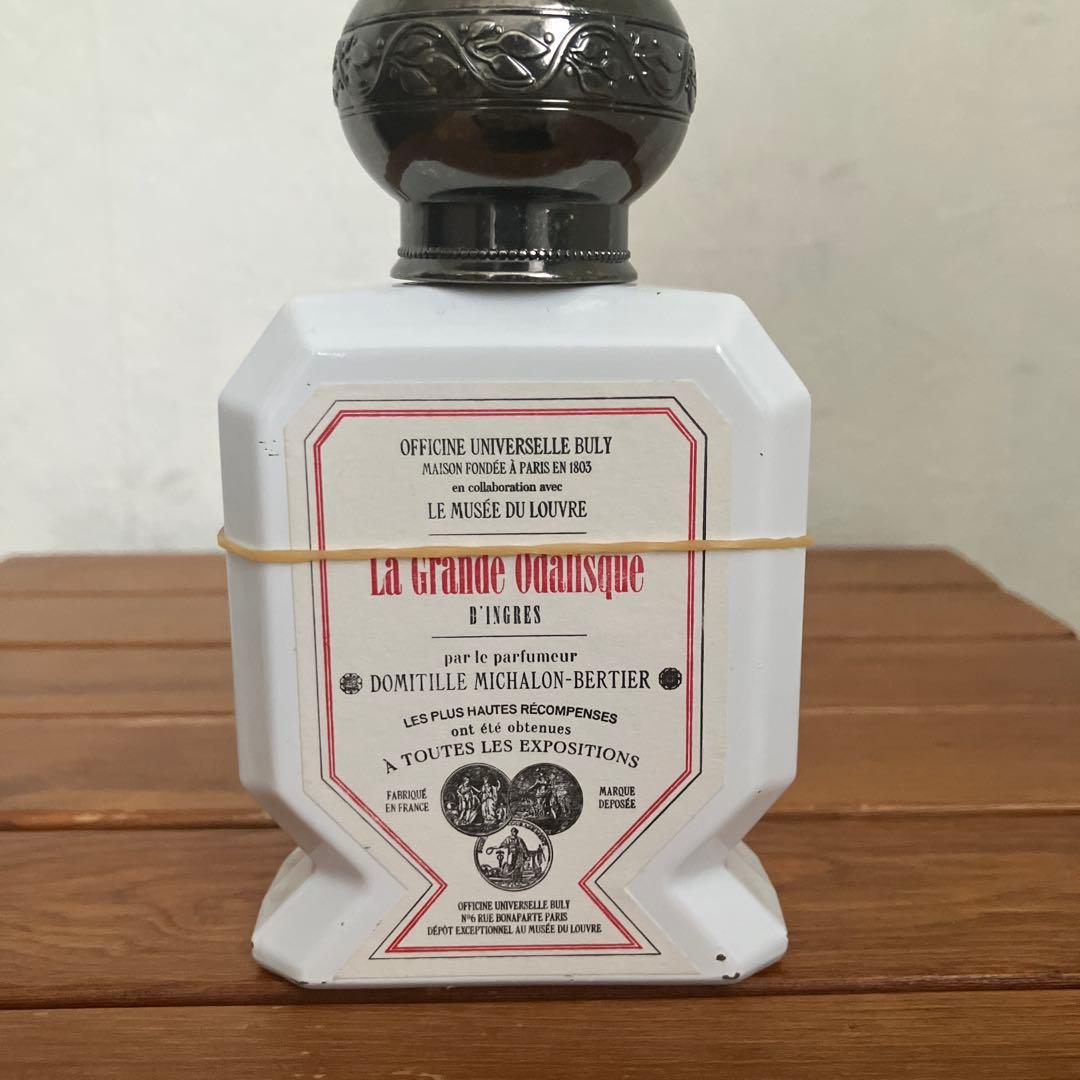 OFFICINE UNIVERSELLE BULY
MAISON FONDÉE À PARIS EN 1803
en collaboration avec
LE MUSÉE DU LOUVRE
La Grande Odalisque
D'INGRES
par le parfumeur
DOMITILLE MICHALON-BERTIER
LES PLUS HAUTES RÉCOMPENSES
ont été obtenues
À TOUTES LES EXPOSITIONS
FABRIQUÉ
EN FRANCE
MARQUE
DEPOSÉE
OFFICINE UNIVERSELLE BULY
Nº6 RUE BONAPARTE PARIS
DÉPÔT EXCEPTIONNEL AU MUSÉE DU LOUVRE